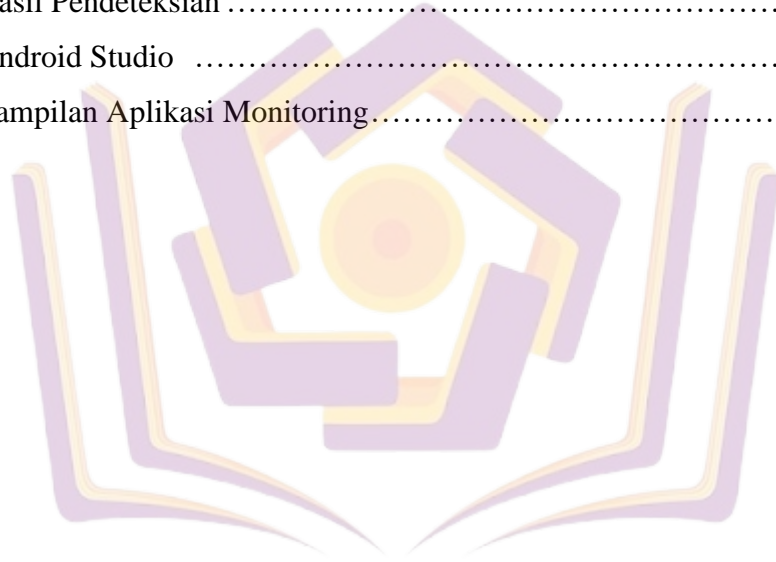 asil Pendeteksian ……………………………………………
ndroid Studio ………………………………………………
ampilan Aplikasi Monitoring…………………………………